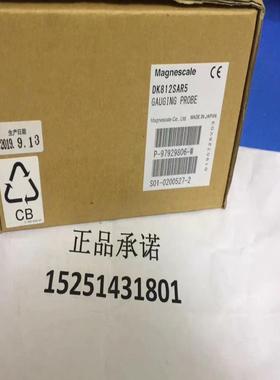 Magnescale CE
DK812SAR5
GAUGING PROBE
Magnescale Co., Ltd. MADE IN JAPAN
P-97929806-W
S01-0200527-2
生产日期
2019.9.13
CB
正品承诺
15251431801